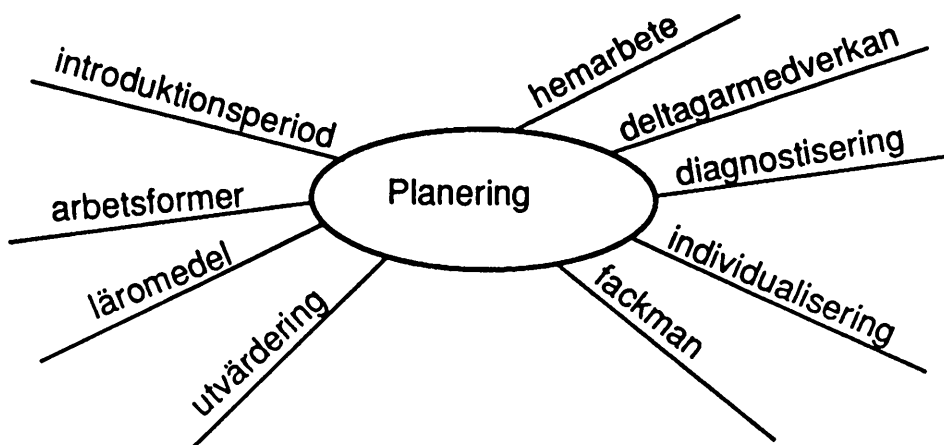 hemarbete
introduktionsperiod
deltagarmedverkan
diagnostisering
Planering
arbetsformer
läromedel
individualisering
utvärdering
fackman